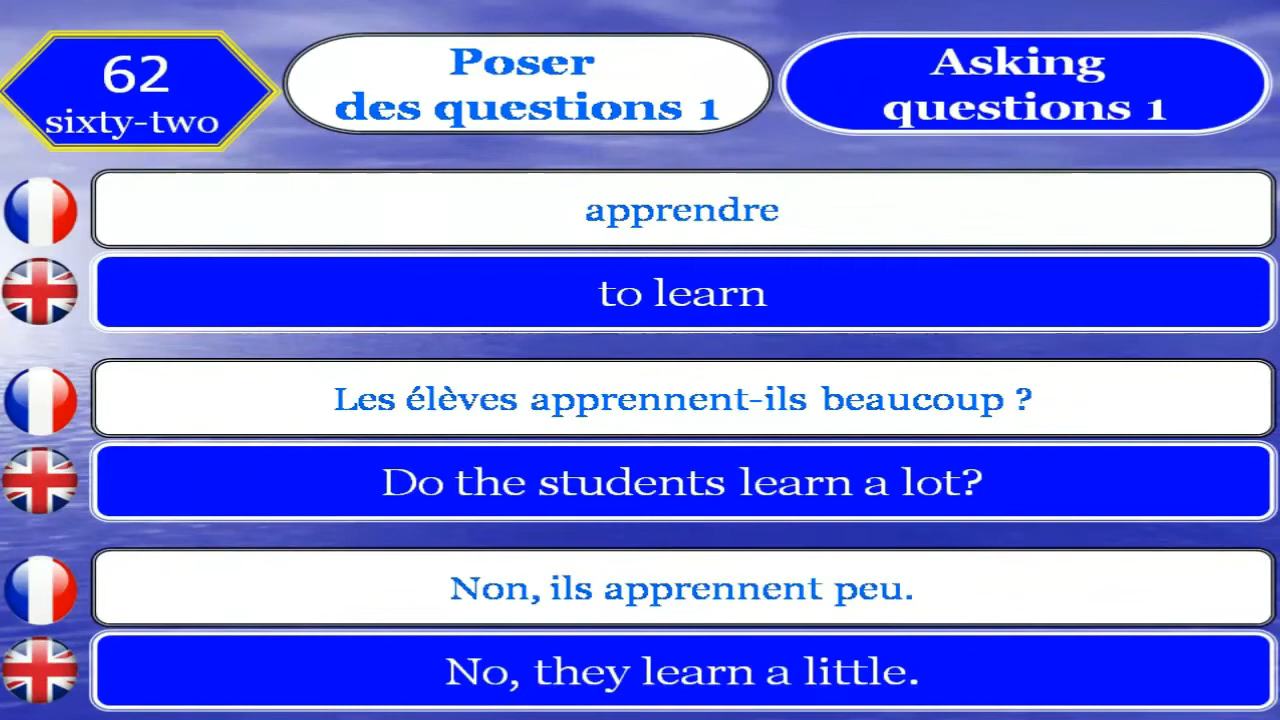 62
sixty-two
Poser
des questions 1
Asking
questions 1
apprendre
to learn
Les élèves apprennent-ils beaucoup ?
Do the students learn a lot?
Non, ils apprennent peu.
No, they learn a little.